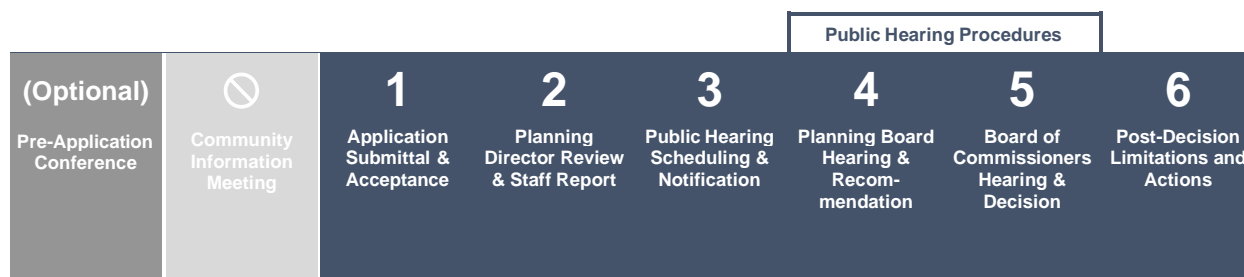 Public Hearing Procedures
(Optional)
Pre-Application
Conference
Community
Information
Meeting
1
Application
Submittal &
Acceptance
2
Planning
Director Review
& Staff Report
3
Public Hearing
Scheduling &
Notification
4
Planning Board
Hearing &
Recom-
mendation
5
Board of
Commissioners
Hearing &
Decision
6
Post-Decision
Limitations and
Actions